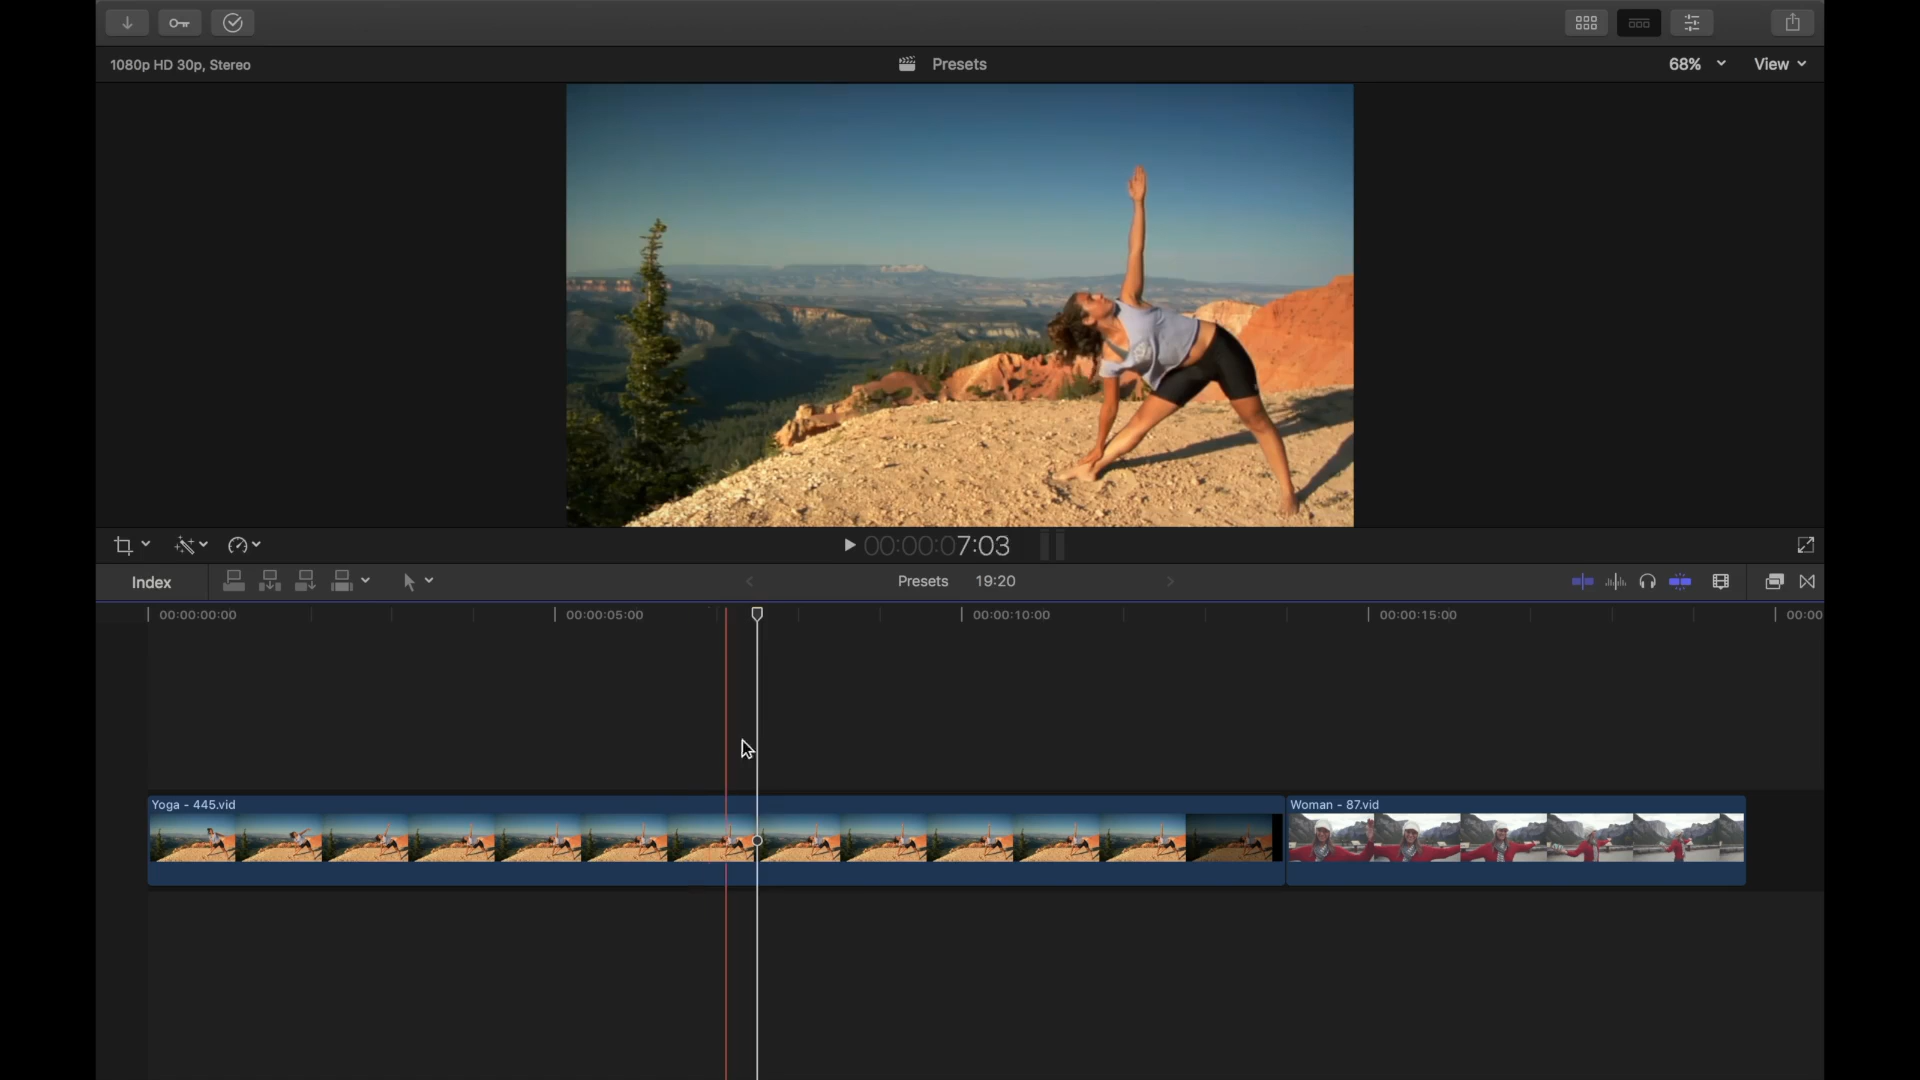 1080p HD 30p, Stereo
Presets
68%
View
00:00:07:03
Index
Presets
19:20
00:00:00:00
00:00:05:00
00:00:10:00
00:00:15:00
00:00
Yoga - 445.vid
Woman - 87.vid